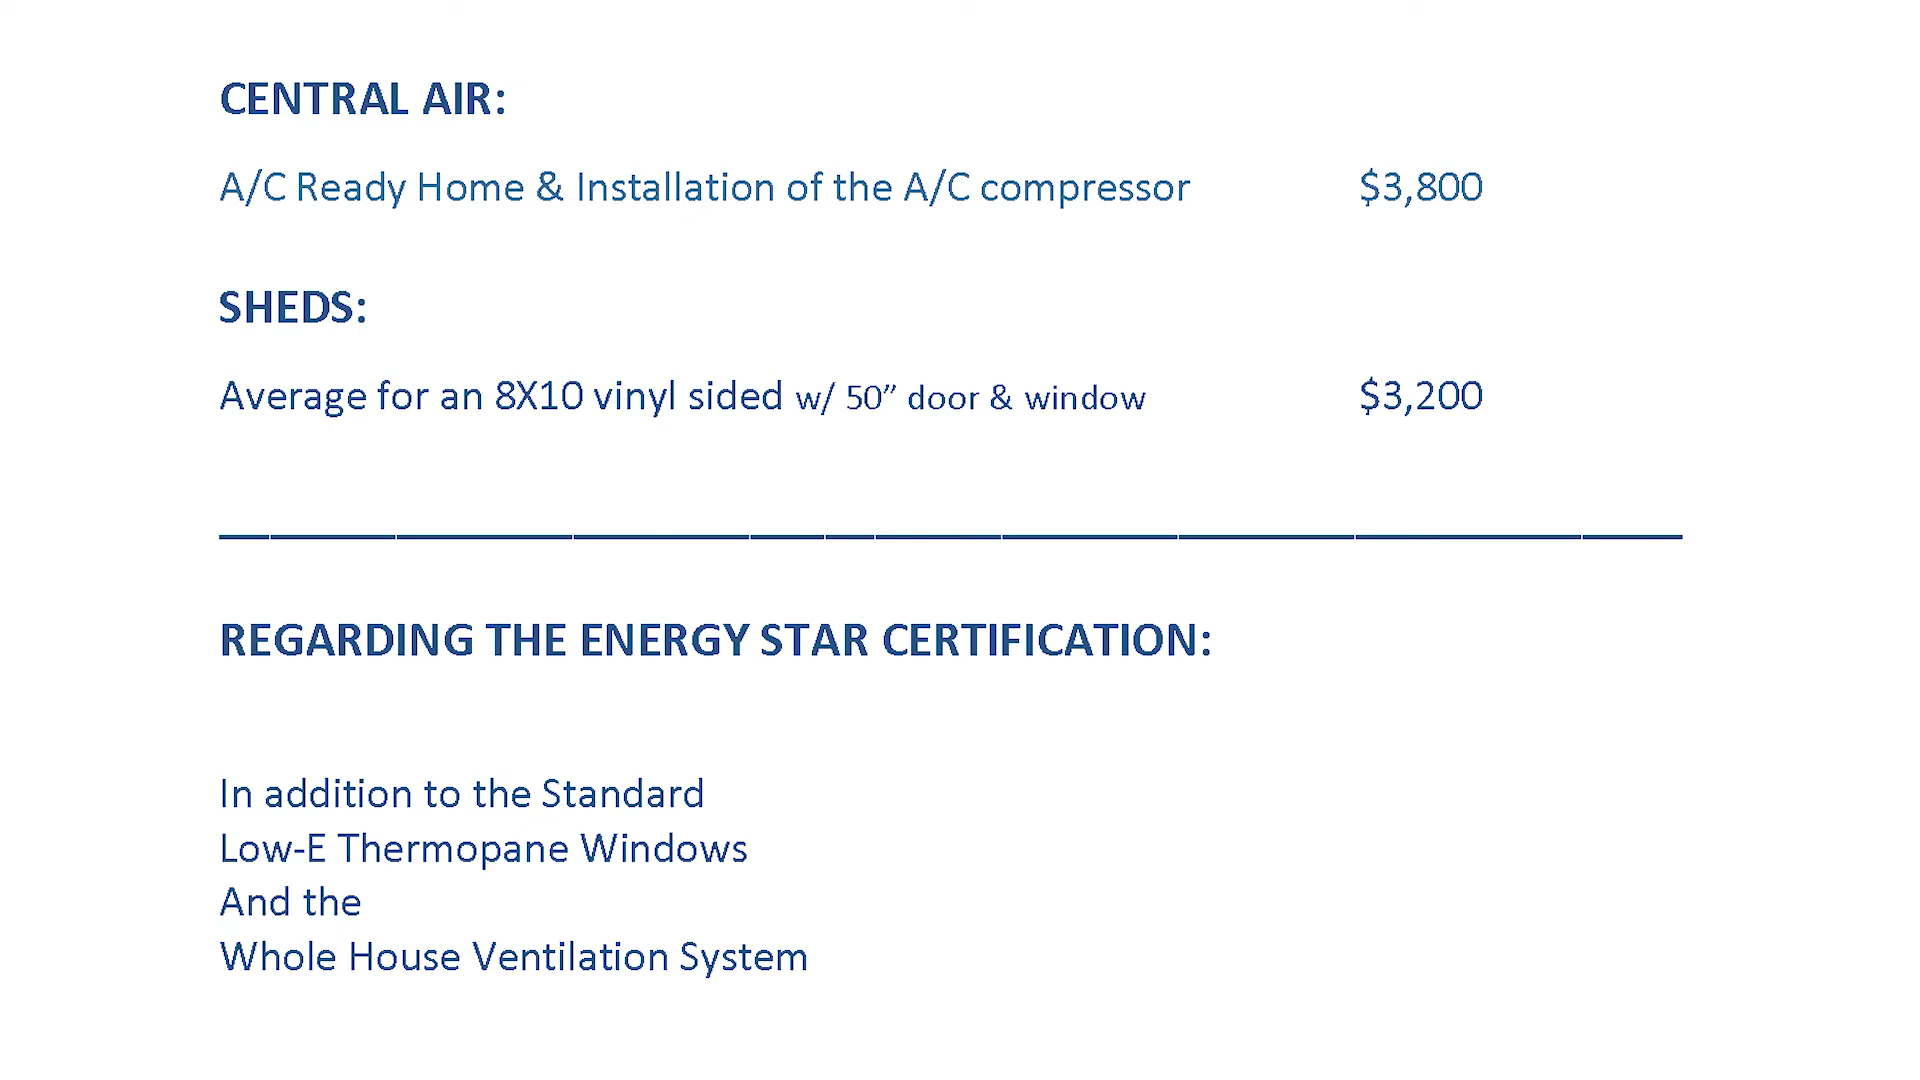 CENTRAL AIR:
A/C Ready Home & Installation of the A/C compressor $3,800
SHEDS:
Average for an 8X10 vinyl sided w/ 50” door & window $3,200
REGARDING THE ENERGY STAR CERTIFICATION:
In addition to the Standard
Low-E Thermopane Windows
And the
Whole House Ventilation System